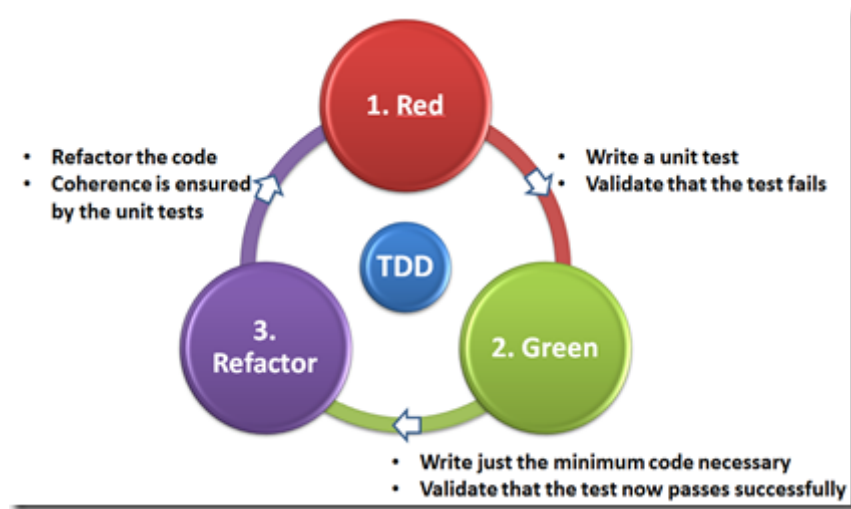 1. Red
• Refactor the code
• Coherence is ensured
by the unit tests
• Write a unit test
• Validate that the test fails
TDD
3.
Refactor
2. Green
• Write just the minimum code necessary
• Validate that the test now passes successfully